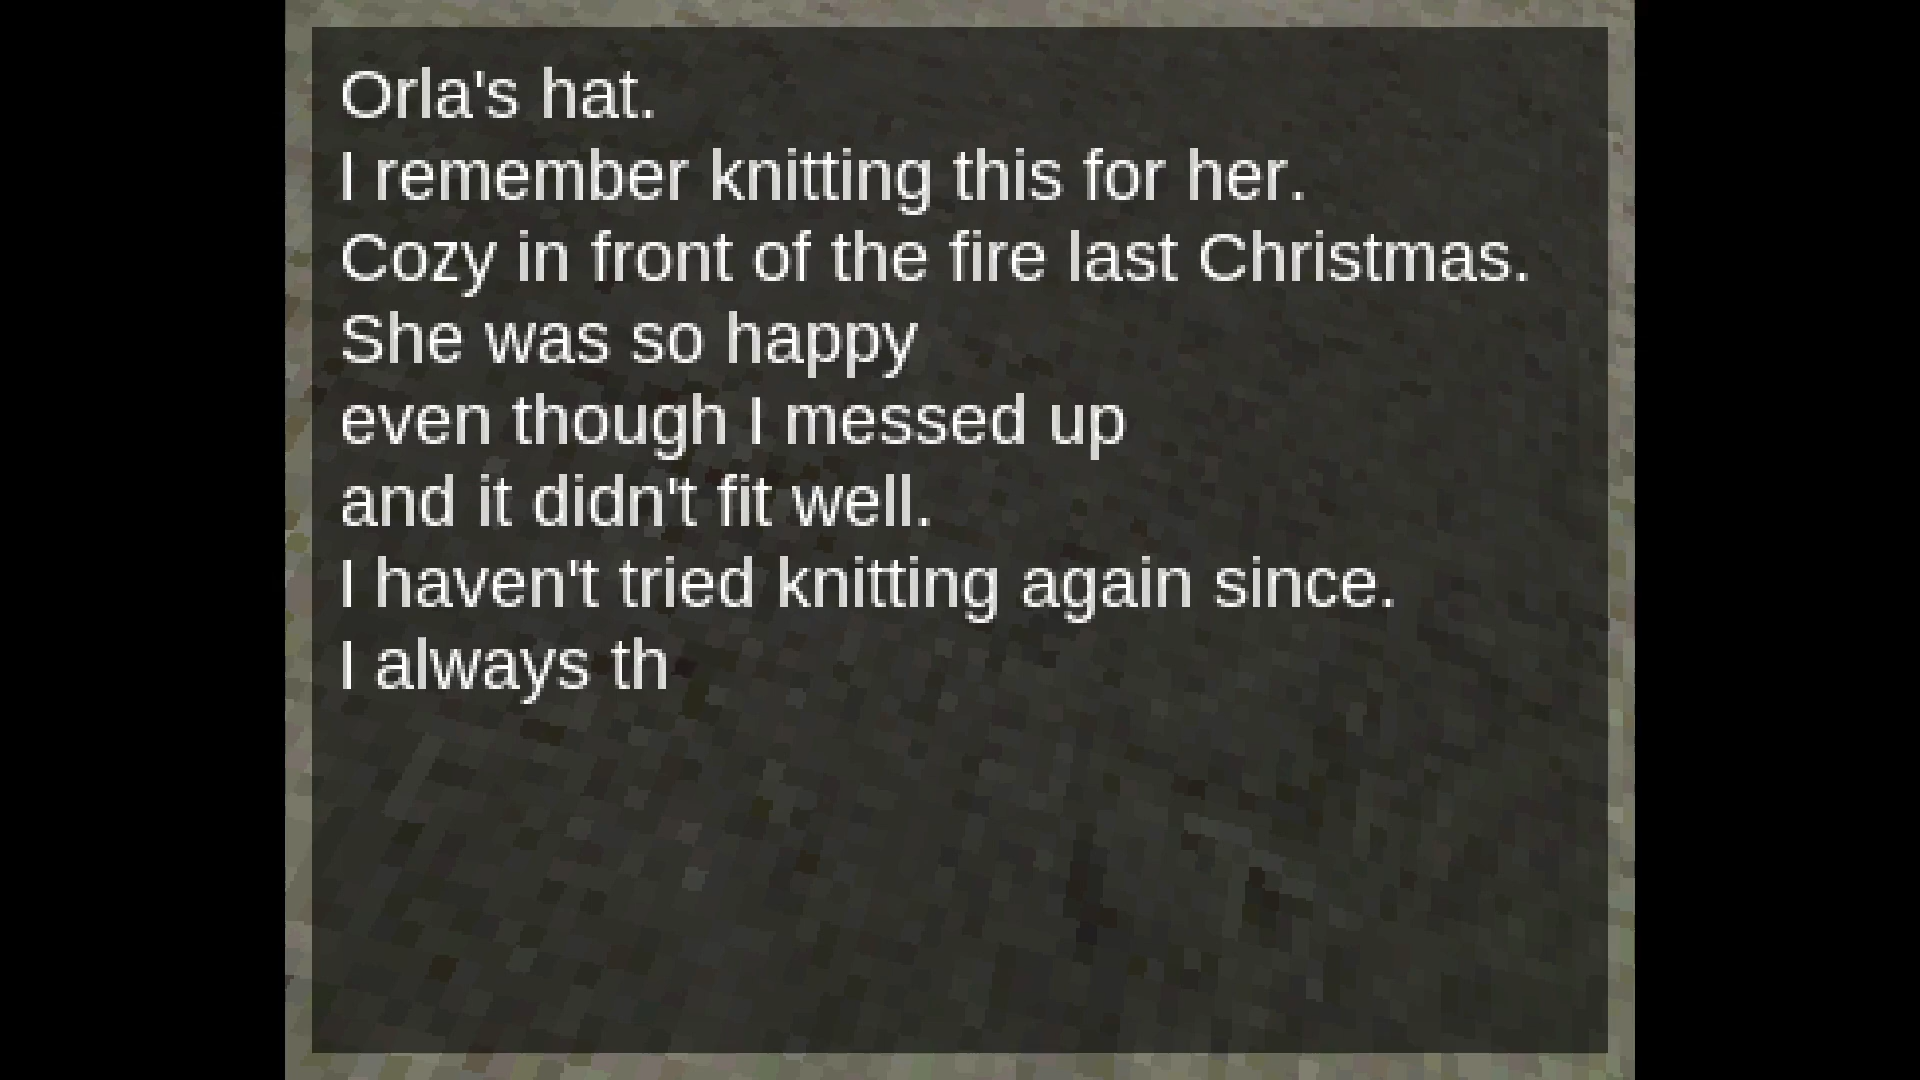 Orla's hat.
I remember knitting this for her.
Cozy in front of the fire last Christmas.
She was so happy
even though I messed up
and it didn't fit well.
I haven't tried knitting again since.
I always th